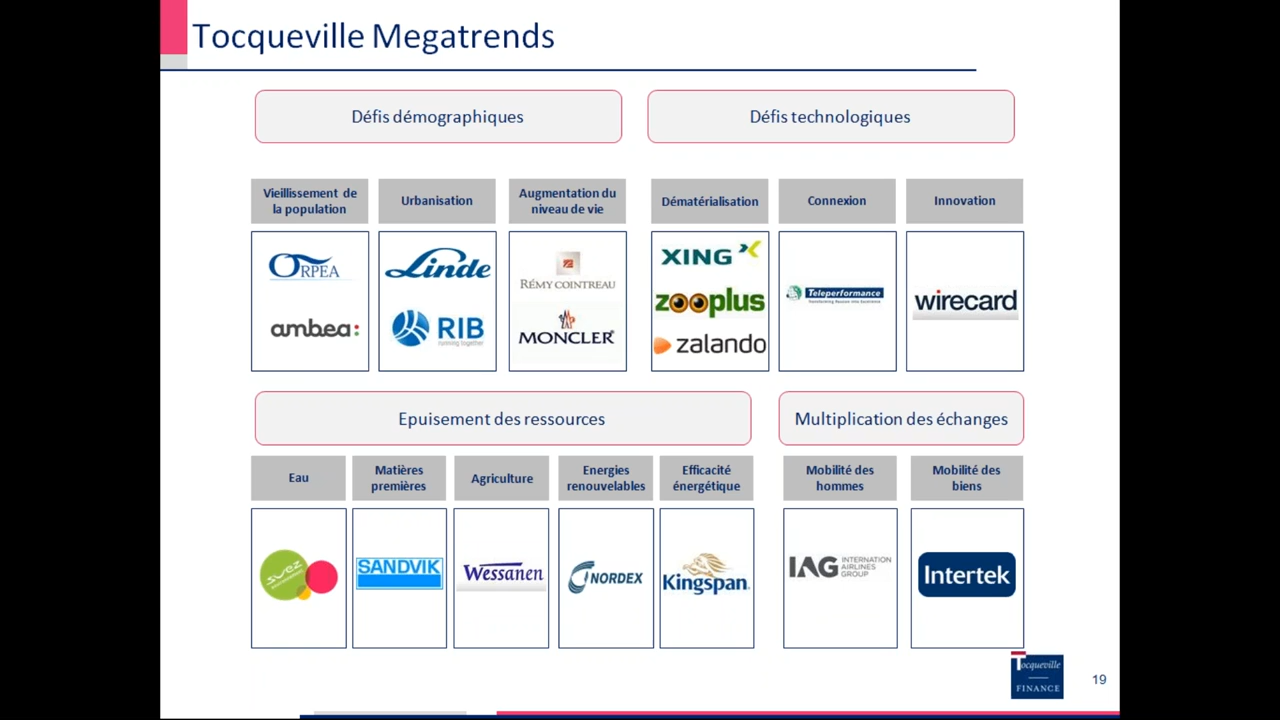 Tocqueville Megatrends
Défis démographiques
Défis technologiques
Vieillissement de
la population
Urbanisation
Augmentation du
niveau de vie
Dématérialisation
Connexion
Innovation
ORPEA
ambea:
Linde
RIB
running together
RÉMY COINTREAU
MONCLER
XING
zooplus
zalando
Teleperformance
wirecard
Epuisement des ressources
Multiplication des échanges
Eau
Matières
premières
Agriculture
Energies
renouvelables
Efficacité
énergétique
Mobilité des
hommes
Mobilité des
biens
suez
SANDVIK
Wessanen
NORDEX
Kingspan
IAG INTERNATIONAL
AIRLINES
GROUP
Intertek
Tocqueville
FINANCE
19